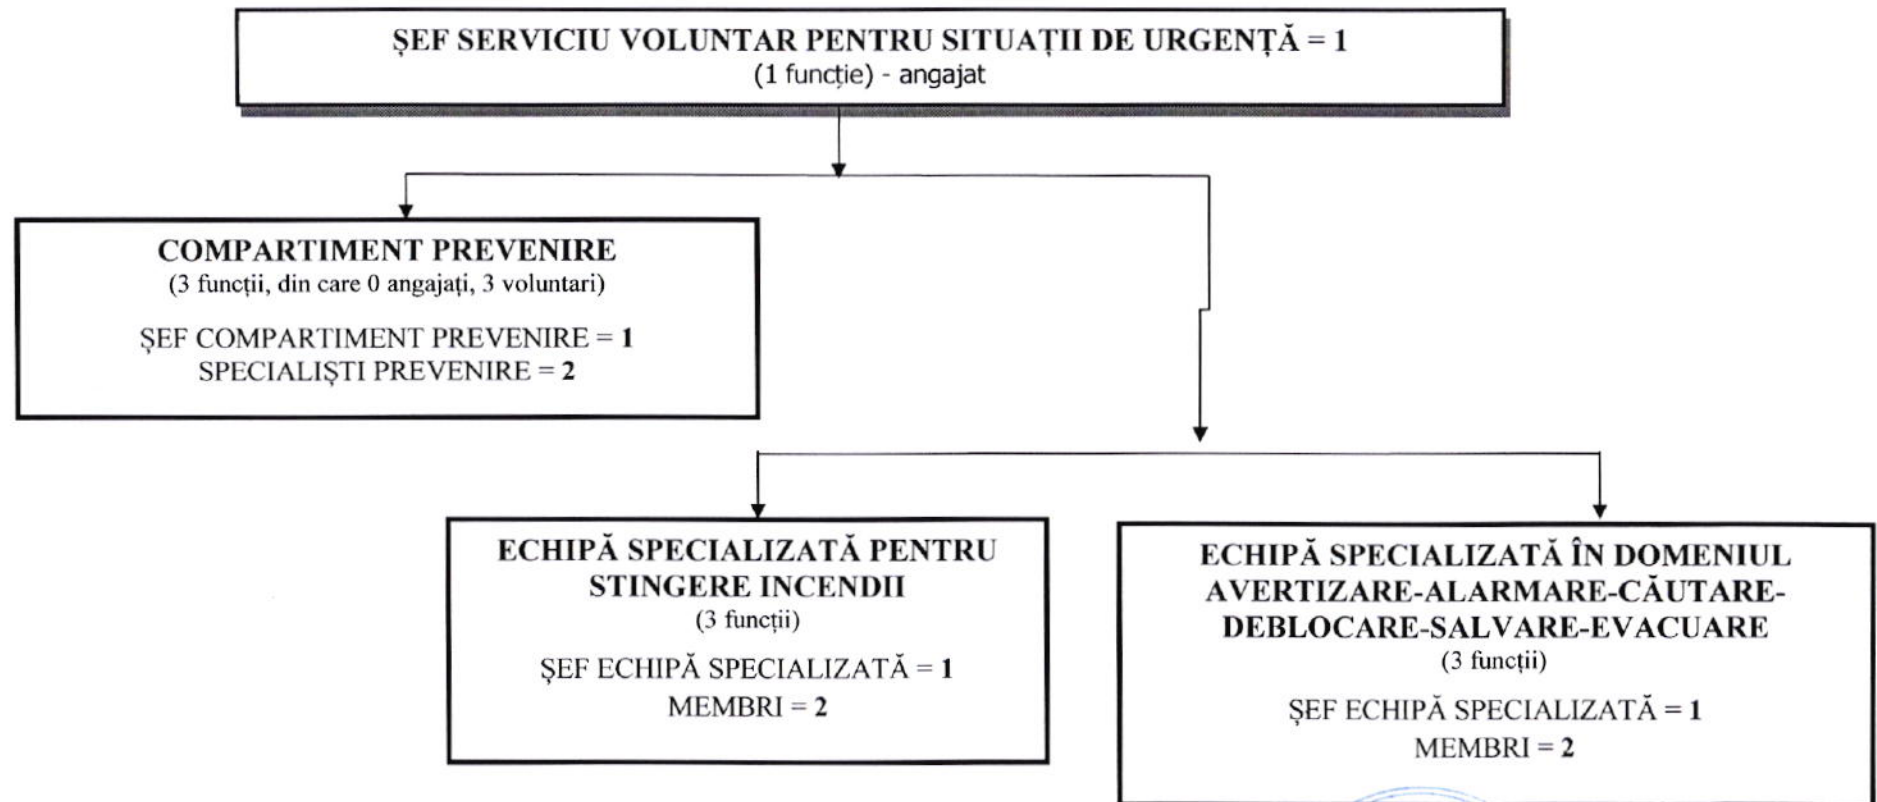 ȘEF SERVICIU VOLUNTAR PENTRU SITUAȚII DE URGENȚĂ = 1
(1 funcție) - angajat
COMPARTIMENT PREVENIRE
(3 funcții, din care 0 angajați, 3 voluntari)
ȘEF COMPARTIMENT PREVENIRE = 1
SPECIALIȘTI PREVENIRE = 2
ECHIPĂ SPECIALIZATĂ PENTRU
STINGERE INCENDII
(3 funcții)
ȘEF ECHIPĂ SPECIALIZATĂ = 1
MEMBRI = 2
ECHIPĂ SPECIALIZATĂ ÎN DOMENIUL
AVERTIZARE-ALARMARE-CĂUTARE-
DEBLOCARE-SALVARE-EVACUARE
(3 funcții)
ȘEF ECHIPĂ SPECIALIZATĂ = 1
MEMBRI = 2